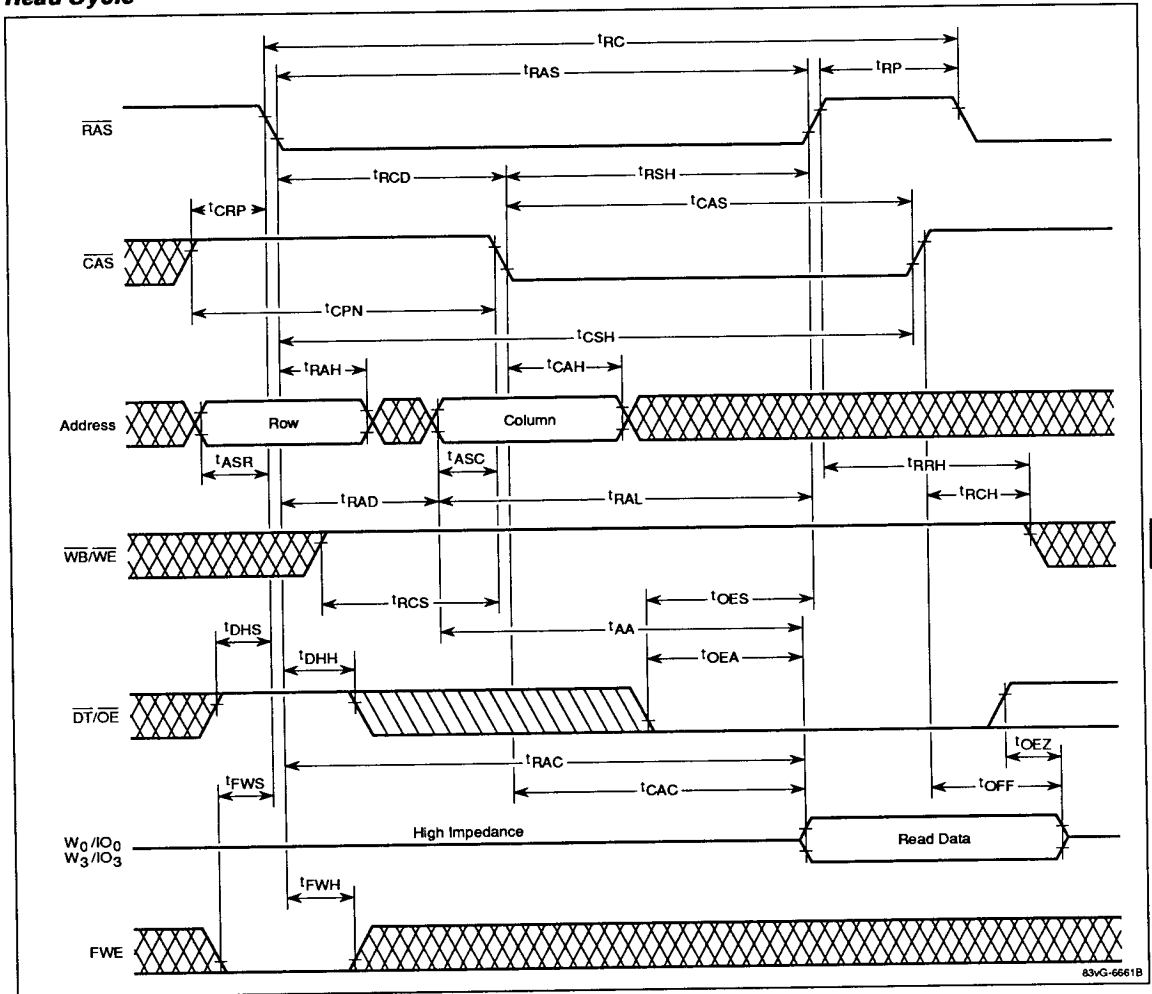 Read Cycle
tRC
tRAS
tRP
RAS
tRCD
tRSH
tCRP
tCAS
CAS
tCPN
tCSH
tRAH
tCAH
Address
Row
Column
tASR
tASC
tRRH
tRAD
tRAL
tRCH
WB/WE
tRCS
tOES
tDHS
tAA
tDHH
tOEA
DT/OE
tOEZ
tRAC
tFWS
tCAC
tOFF
W0/IO0
W3/IO3
High Impedance
Read Data
tFWH
FWE
83vG-6661B